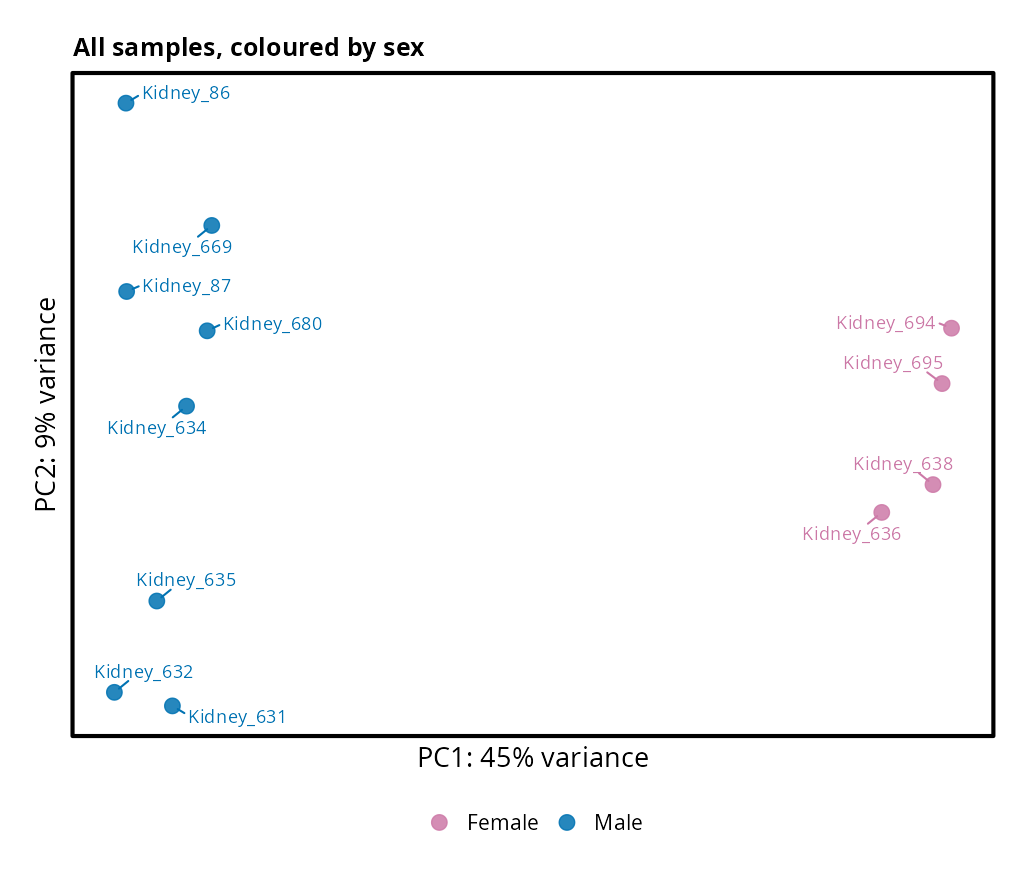 All samples, coloured by sex
Kidney_86
Kidney_669
Kidney_87
Kidney_680
Kidney_694
Kidney_695
Kidney_634
Kidney_638
Kidney_636
Kidney_635
Kidney_632
Kidney_631
PC2: 9% variance
PC1: 45% variance
Female
Male